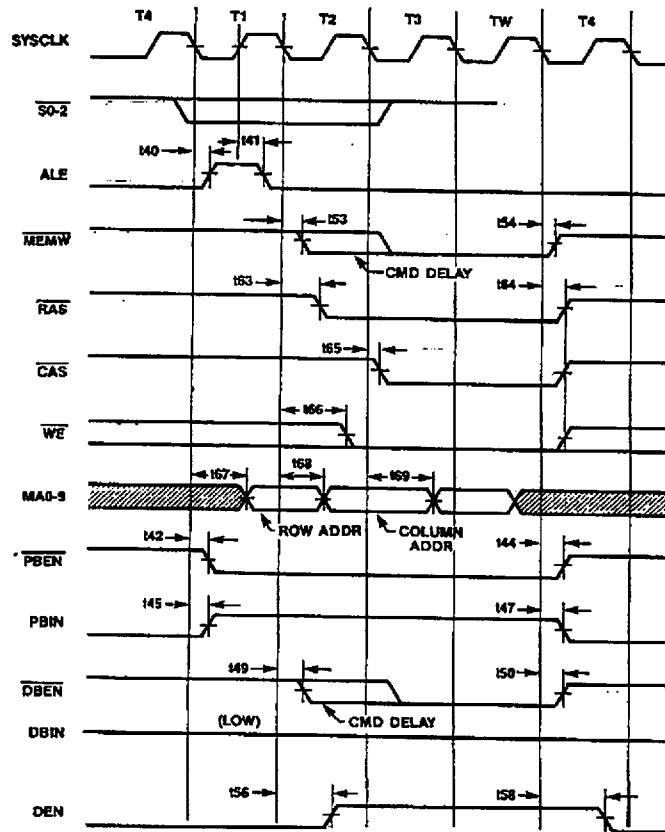 T4 T1 T2 T3 TW T4
SYSCLK
S0-2
t40 t41
ALE
t53 t54
MEMW
CMD DELAY
t63 t64
RAS
t65
CAS
t66
WE
t67 t68 t69
MA0-9
ROW ADDR COLUMN ADDR
t42 t44
PBEN
t45 t47
PBIN
t49 t50
DBEN
CMD DELAY
(LOW)
DBIN
t56 t58
DEN